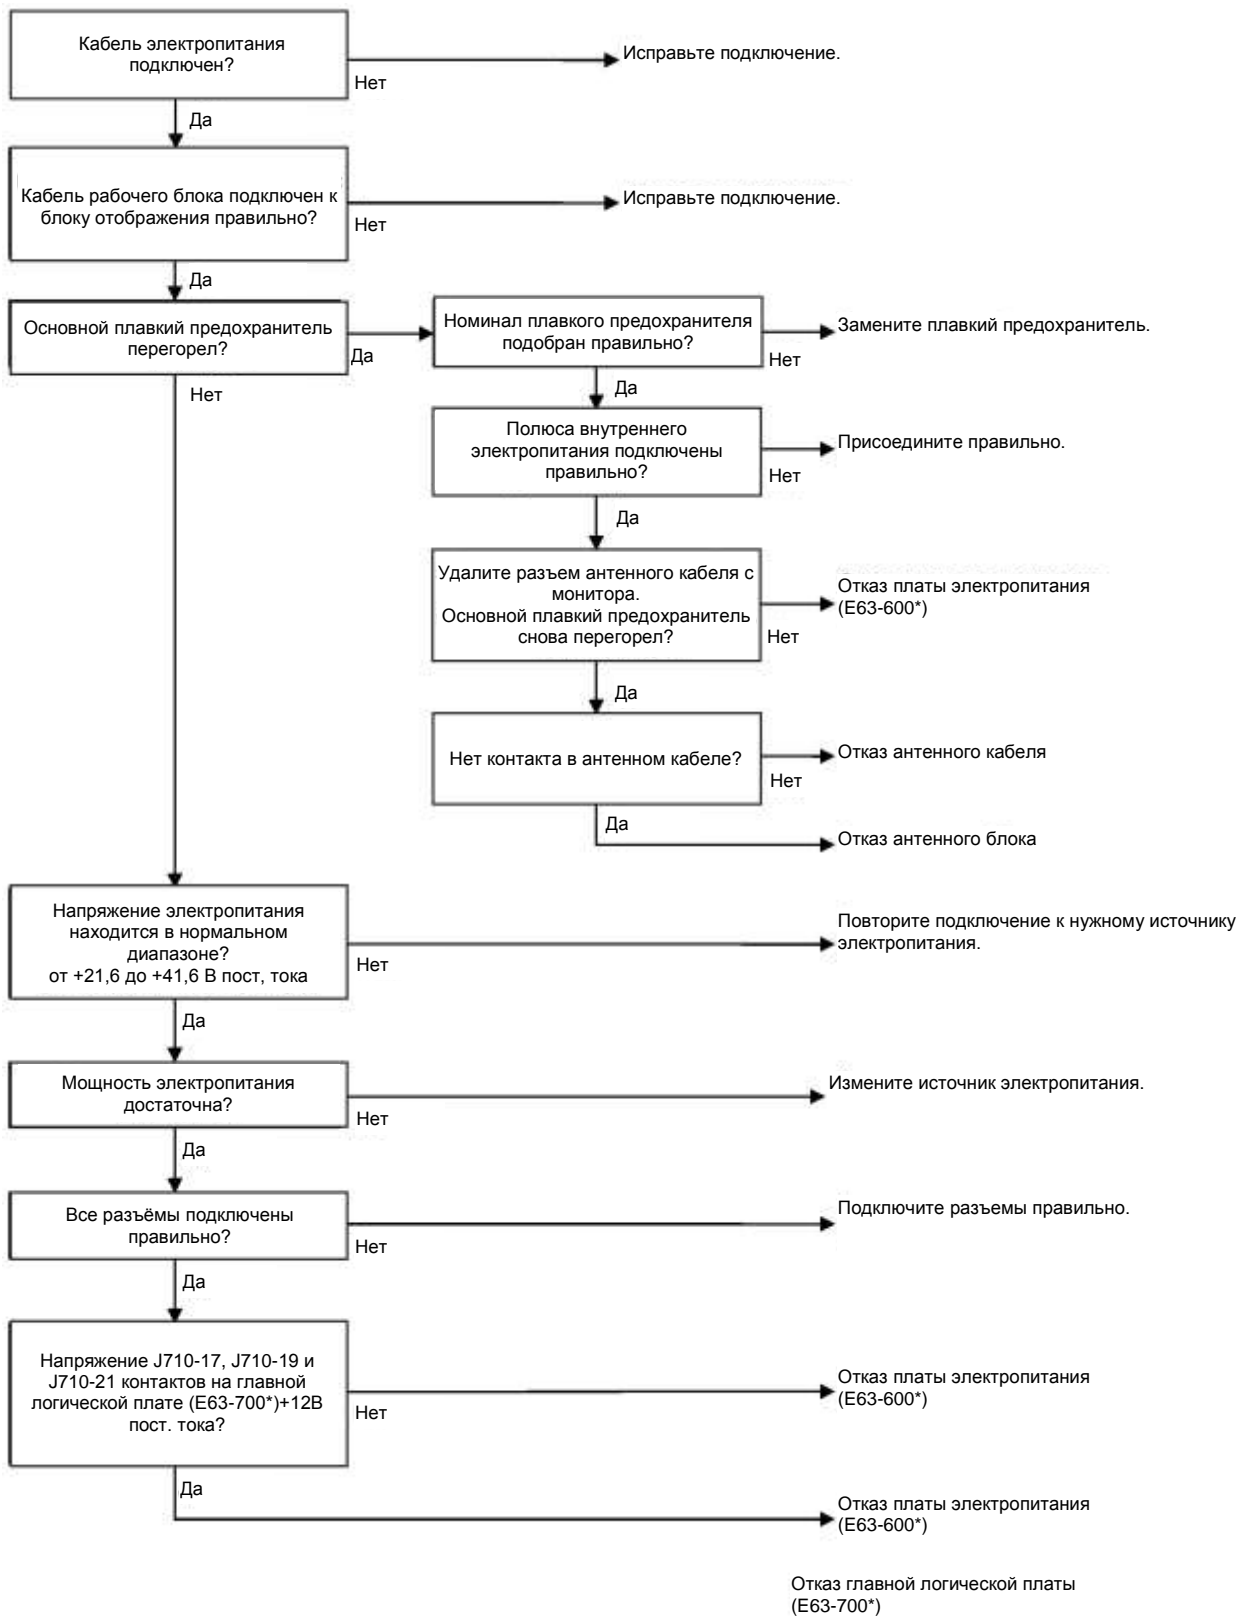 Кабель электропитания
подключен?
Исправьте подключение.
Нет
Да
Кабель рабочего блока подключен к
блоку отображения правильно?
Исправьте подключение.
Нет
Да
Основной плавкий предохранитель
перегорел?
Да
Нет
Номинал плавкого предохранителя
подобран правильно?
Замените плавкий предохранитель.
Нет
Да
Полюса внутреннего
электропитания подключены
правильно?
Присоедините правильно.
Нет
Да
Удалите разъем антенного кабеля с
монитора.
Основной плавкий предохранитель
снова перегорел?
Отказ платы электропитания
(E63-600*)
Нет
Да
Нет контакта в антенном кабеле?
Отказ антенного кабеля
Нет
Да
Отказ антенного блока
Напряжение электропитания
находится в нормальном
диапазоне?
от +21,6 до +41,6 В пост, тока
Повторите подключение к нужному источнику
электропитания.
Нет
Да
Мощность электропитания
достаточна?
Измените источник электропитания.
Нет
Да
Все разъёмы подключены
правильно?
Подключите разъемы правильно.
Нет
Да
Напряжение J710-17, J710-19 и
J710-21 контактов на главной
логической плате (E63-700*)+12В
пост. тока?
Отказ платы электропитания
(E63-600*)
Нет
Да
Отказ платы электропитания
(E63-600*)
Отказ главной логической платы
(E63-700*)